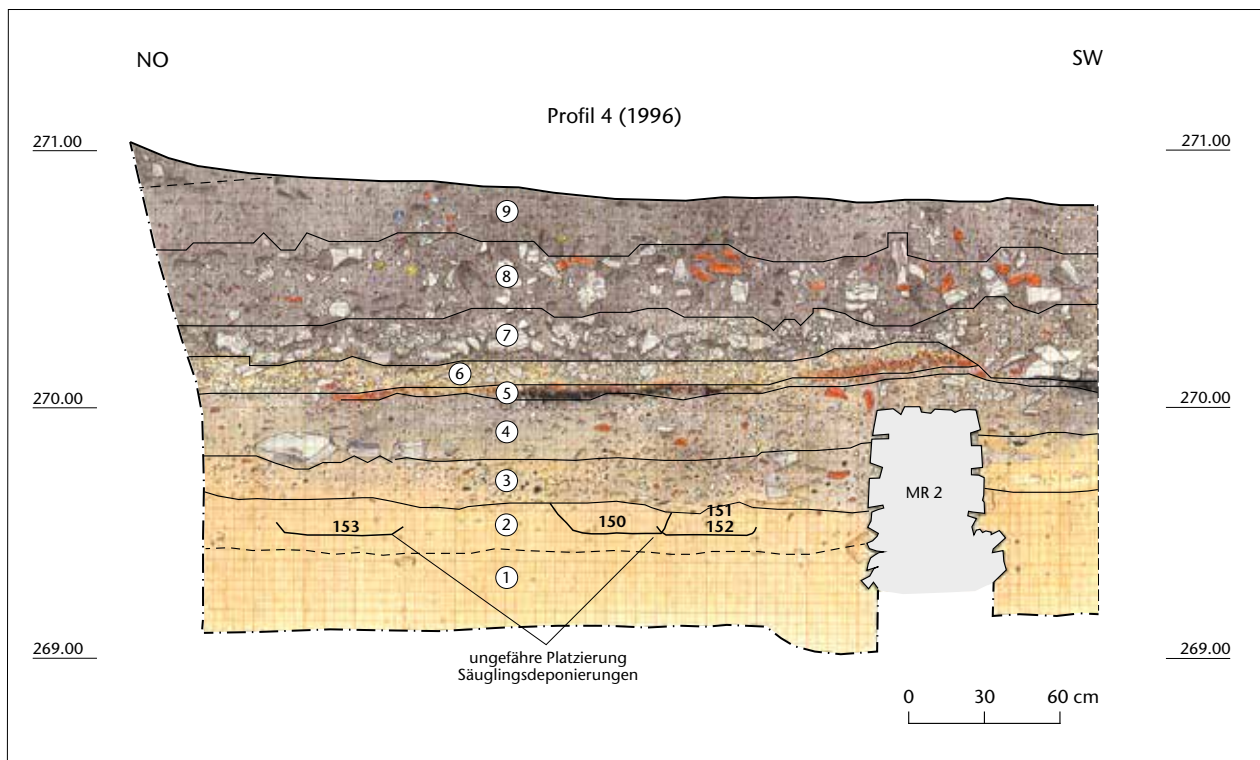 NO
SW
Profil 4 (1996)
271.00
271.00
9
8
7
6
5
270.00
270.00
4
3
MR 2
151
153
2
150
152
1
269.00
269.00
ungefähre Platzierung
Säuglingsdeponierungen
0 30 60 cm